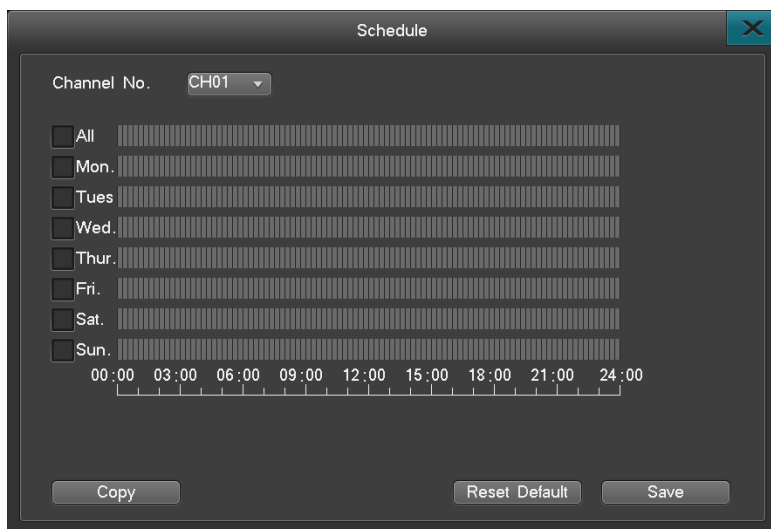 Schedule X
Channel No. CH01
All
Mon.
Tues
Wed.
Thur.
Fri.
Sat.
Sun.
00:00 03:00 06:00 09:00 12:00 15:00 18:00 21:00 24:00
Copy Reset Default Save